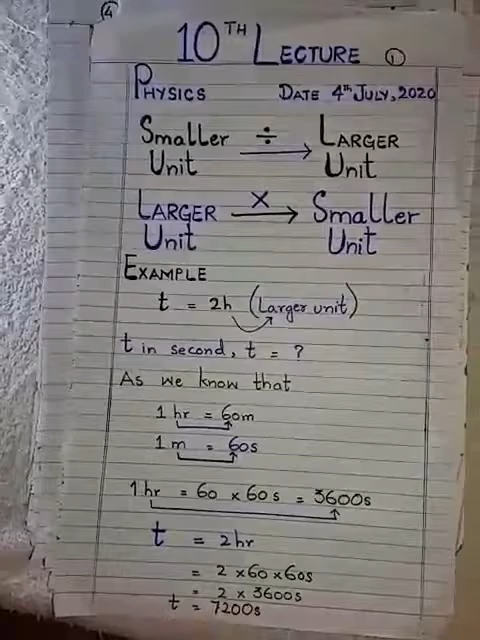 4
10TH LECTURE 1
PHYSICS DATE 4th JULY, 2020
Smaller Unit ÷ → LARGER Unit
LARGER Unit × → Smaller Unit
EXAMPLE
t = 2h (Larger unit)
t in second, t = ?
As we know that
1 hr = 60m
1 m = 60s
1 hr = 60 × 60s = 3600s
t = 2hr
= 2 × 60 × 60s
= 2 × 3600s
t = 7200s